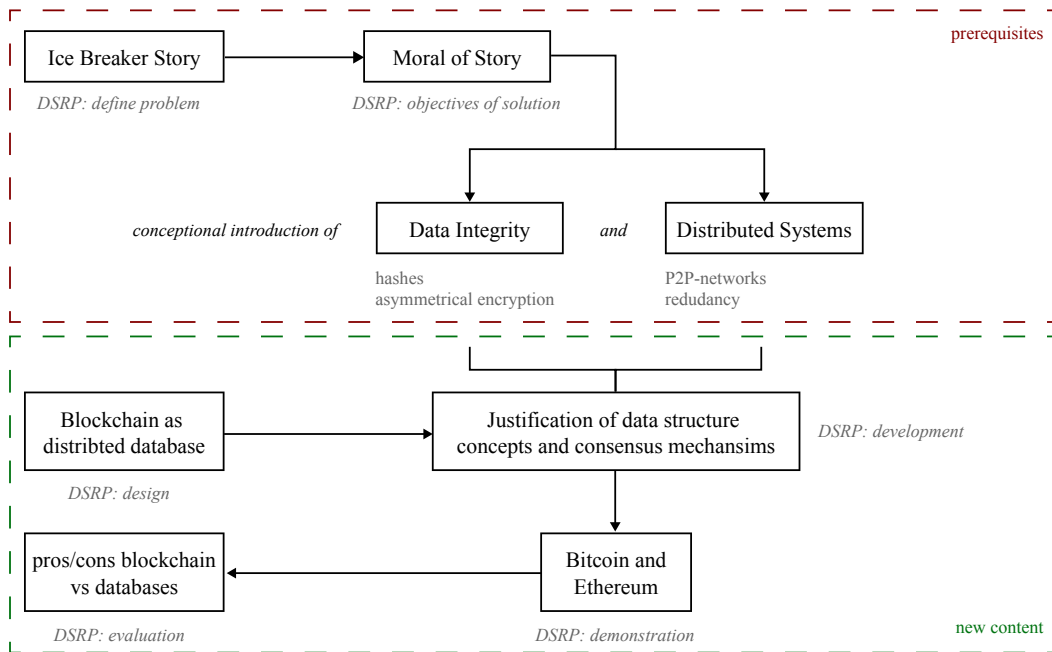 prerequisites
Ice Breaker Story
Moral of Story
DSRP: define problem
DSRP: objectives of solution
conceptional introduction of
Data Integrity
and
Distributed Systems
hashes
asymmetrical encryption
P2P-networks
redudancy
Blockchain as
distribted database
Justification of data structure
concepts and consensus mechansims
DSRP: development
DSRP: design
pros/cons blockchain
vs databases
Bitcoin and
Ethereum
DSRP: evaluation
DSRP: demonstration
new content